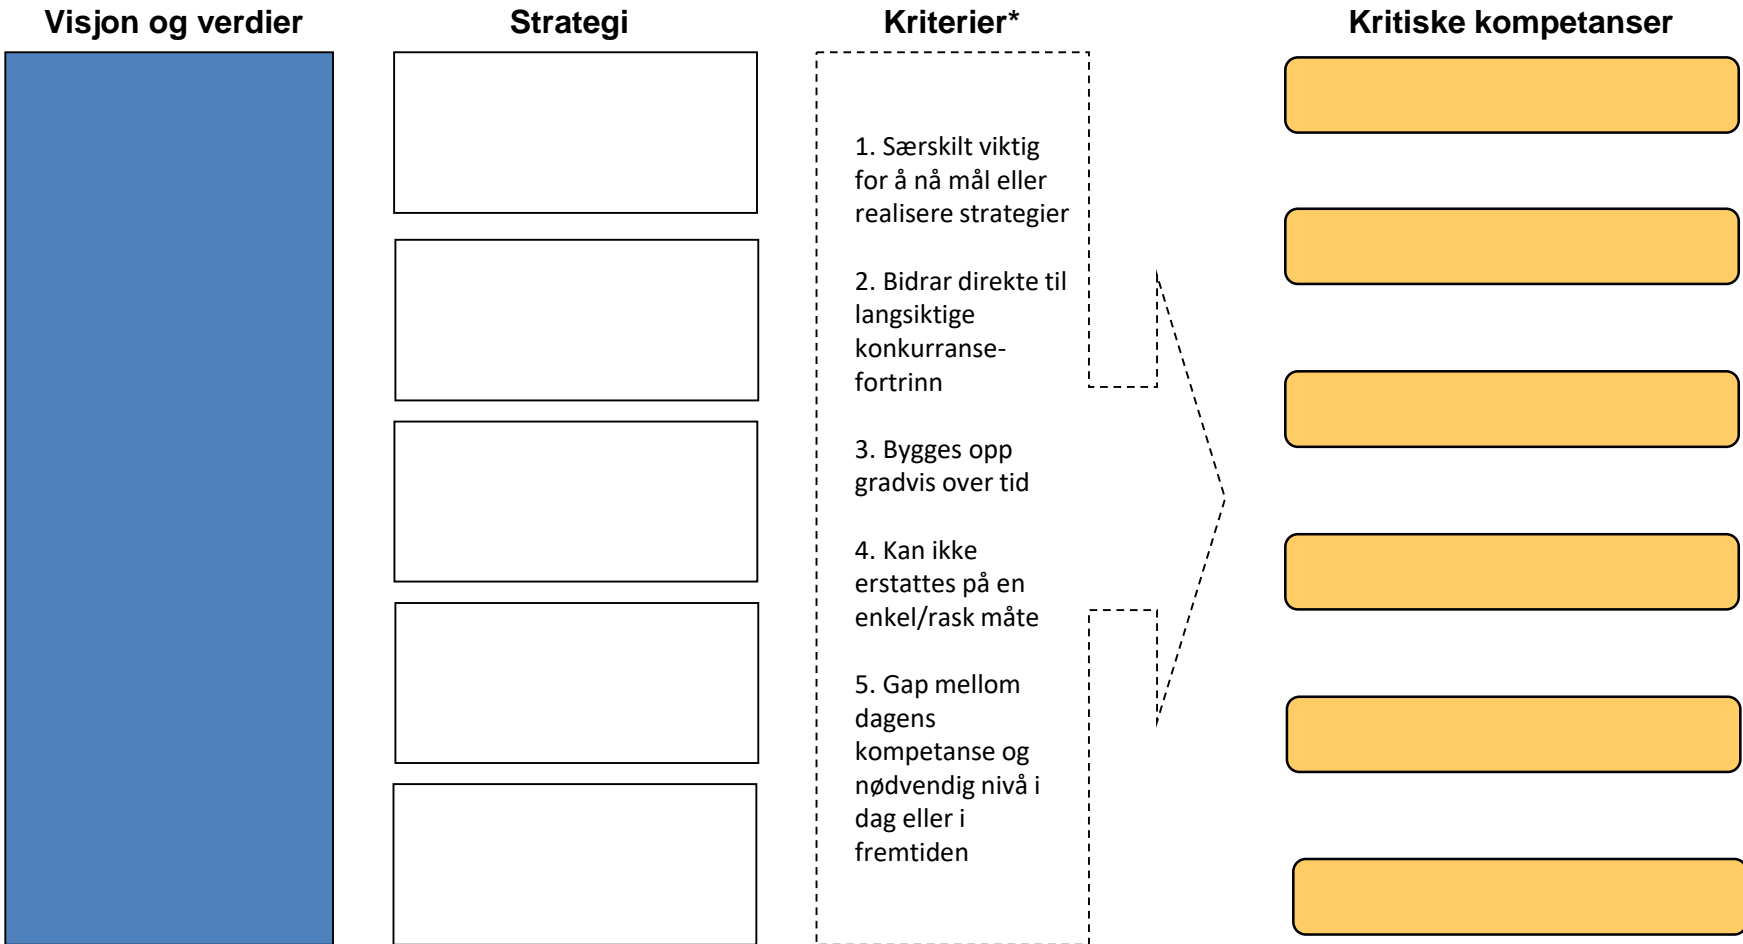 Visjon og verdier
Strategi
Kriterier*
Kritiske kompetanser
1. Særskilt viktig
for å nå mål eller
realisere strategier
2. Bidrar direkte til
langsiktige
konkurranse-
fortrinn
3. Bygges opp
gradvis over tid
4. Kan ikke
erstattes på en
enkel/rask måte
5. Gap mellom
dagens
kompetanse og
nødvendig nivå i
dag eller i
fremtiden